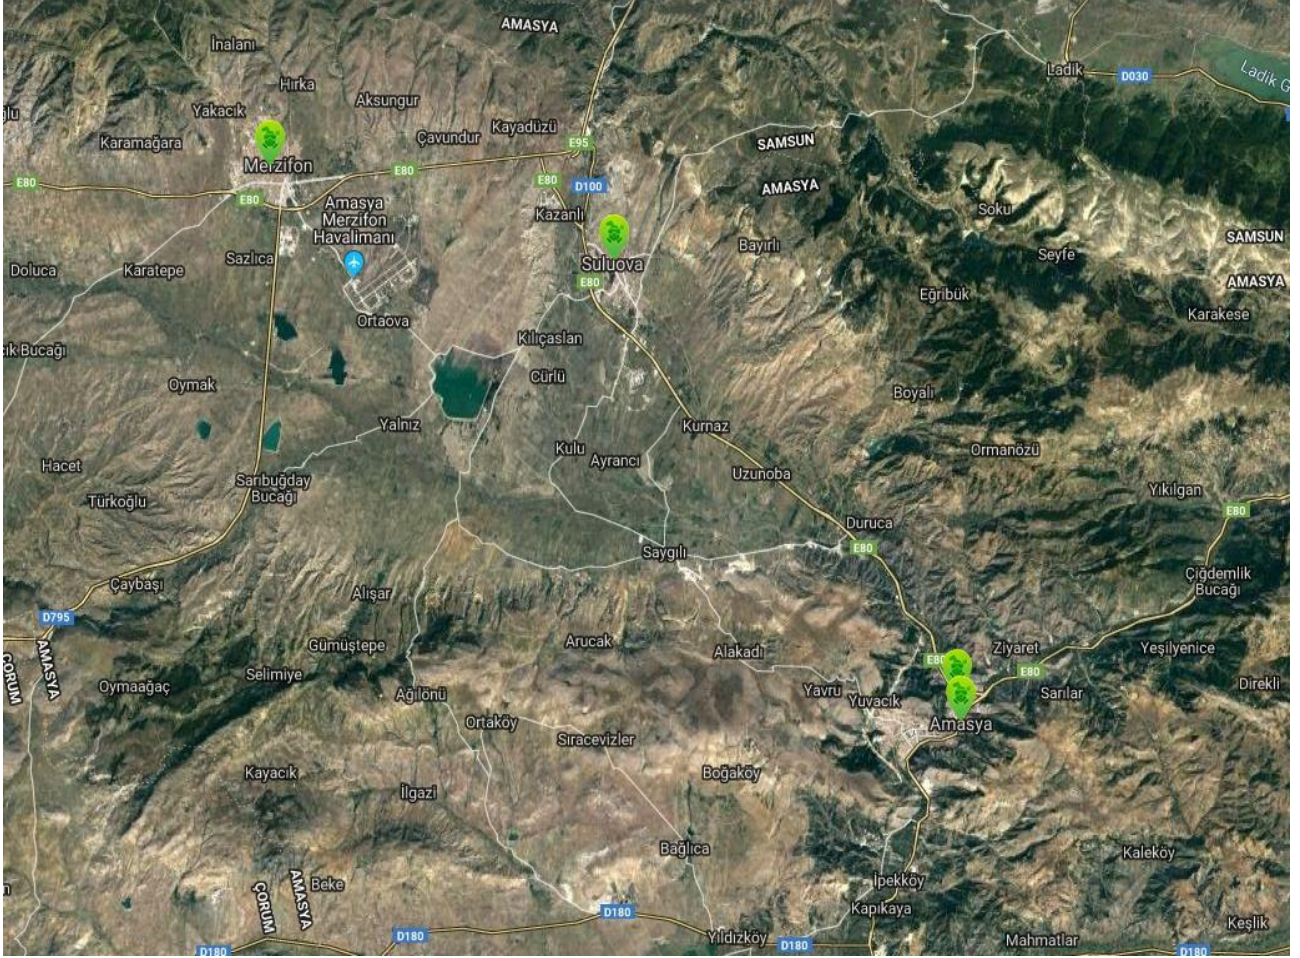 AMASYA
İnalanı
Hırka
Ladik
D030
Ladik G
Yakacık
Aksungur
ğlu
Karamağara
Çavundur
Kayadüzü
E95
SAMSUN
Merzifon
E80
E80
E80
D100
AMASYA
E80
Amasya
Merzifon
Havalimanı
Kazanlı
Soku
SAMSUN
Bayırlı
Seyfe
Sazlıca
Suluova
Doluca
Karatepe
E80
AMASYA
Eğribük
Karakese
Ortaova
Kılıçaslan
ık Bucağı
Cürlü
Oymak
Boyalı
Yalnız
Kurnaz
Kulu
Ayrancı
Ormanözü
Hacet
Sarıbuğday
Bucağı
Uzunoba
Yıkılgan
Türkoğlu
E80
Duruca
E80
Saygılı
Çaybaşı
Çiğdemlik
Bucağı
Alışar
D795
Gümüştepe
Arucak
Alakadı
Ziyaret
Yeşilyenice
AMASYA
ÇORUM
E80
E80
Selimiye
Oymaağaç
Ağılönü
Yavru
Yuvacık
Sarılar
Direkli
Ortaköy
Amasya
Sıracevizler
Kayacık
Boğaköy
İlgazi
Bağlıca
Kaleköy
Beke
AMASYA
ÇORUM
İpekköy
Kapıkaya
D180
Keşlik
D180
Yıldızköy
D180
Mahmatlar
D180
D180